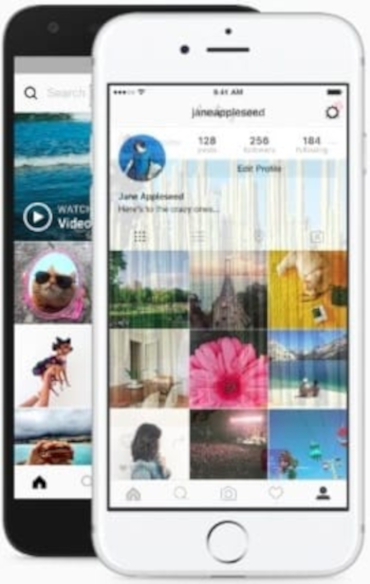 Search
WATCH
Video
9:41 AM
janeappleseed
128 256 184
posts followers following
Edit Profile
Jane Appleseed
Here's to the crazy ones...